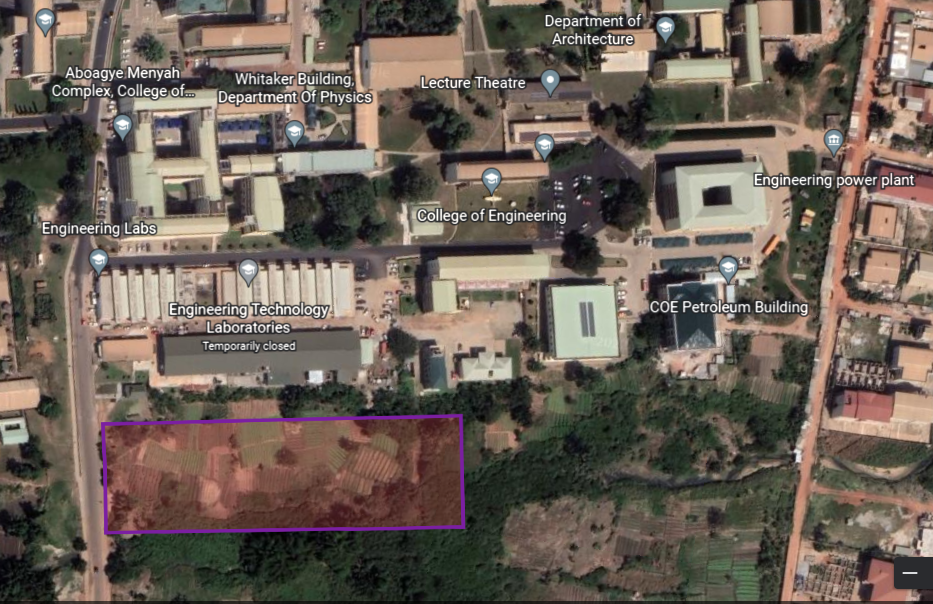 Department of
Architecture
Aboagye Menyah
Complex, College of...
Whitaker Building,
Department Of Physics
Lecture Theatre
Engineering power plant
College of Engineering
Engineering Labs
Engineering Technology
Laboratories
Temporarily closed
COE Petroleum Building